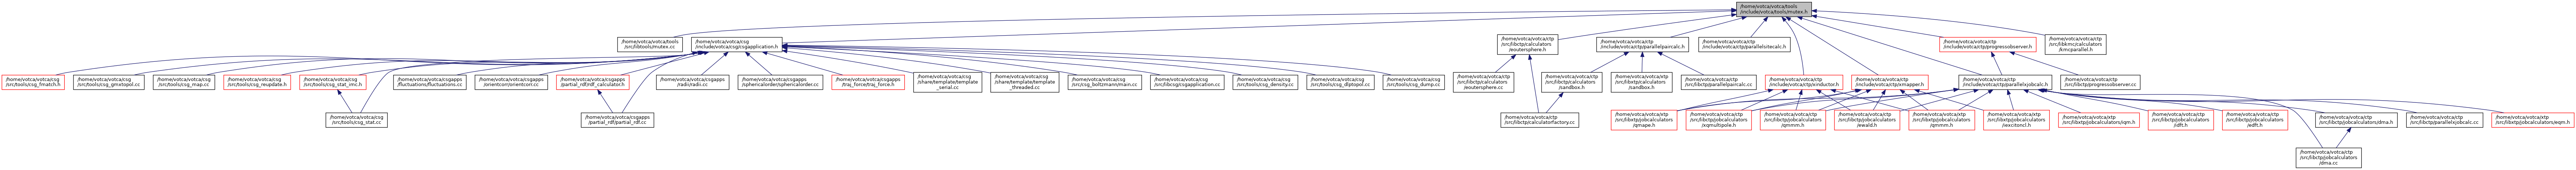 /home/votca/votca/tools
/include/votca/tools/mutex.h
/home/votca/votca/tools
/src/libtools/mutex.cc
/home/votca/votca/csg
/include/votca/csg/csgapplication.h
/home/votca/votca/ctp
/src/libctp/calculators
/eoutersphere.h
/home/votca/votca/ctp
/include/votca/ctp/parallelpaircalc.h
/home/votca/votca/ctp
/include/votca/ctp/parallelsitecalc.h
/home/votca/votca/ctp
/include/votca/ctp/progressobserver.h
/home/votca/votca/ctp
/src/libkmc/calculators
/kmcparallel.h
/home/votca/votca/csg
/src/tools/csg_fmatch.h
/home/votca/votca/csg
/src/tools/csg_gmxtopol.cc
/home/votca/votca/csg
/src/tools/csg_map.cc
/home/votca/votca/csg
/src/tools/csg_reupdate.h
/home/votca/votca/csg
/src/tools/csg_stat_imc.h
/home/votca/votca/csgapps
/fluctuations/fluctuations.cc
/home/votca/votca/csgapps
/orientcorr/orientcorr.cc
/home/votca/votca/csgapps
/partial_rdf/rdf_calculator.h
/home/votca/votca/csgapps
/radii/radii.cc
/home/votca/votca/csgapps
/sphericalorder/sphericalorder.cc
/home/votca/votca/csgapps
/traj_force/traj_force.h
/home/votca/votca/csg
/share/template/template
_serial.cc
/home/votca/votca/csg
/share/template/template
_threaded.cc
/home/votca/votca/csg
/src/csg_boltzmann/main.cc
/home/votca/votca/csg
/src/libcsg/csgapplication.cc
/home/votca/votca/csg
/src/tools/csg_density.cc
/home/votca/votca/csg
/src/tools/csg_dlptopol.cc
/home/votca/votca/csg
/src/tools/csg_dump.cc
/home/votca/votca/ctp
/src/libctp/calculators
/eoutersphere.cc
/home/votca/votca/ctp
/src/libctp/calculators
/sandbox.h
/home/votca/votca/xtp
/src/libxtp/calculators
/sandbox.h
/home/votca/votca/ctp
/src/libctp/parallelpaircalc.cc
/home/votca/votca/ctp
/include/votca/ctp/xinductor.h
/home/votca/votca/ctp
/include/votca/ctp/xmapper.h
/home/votca/votca/ctp
/include/votca/ctp/parallelxjobcalc.h
/home/votca/votca/ctp
/src/libctp/progressobserver.cc
/home/votca/votca/csg
/src/tools/csg_stat.cc
/home/votca/votca/csgapps
/partial_rdf/partial_rdf.cc
/home/votca/votca/ctp
/src/libctp/calculatorfactory.cc
/home/votca/votca/ctp
/src/libxtp/jobcalculators
/qmape.h
/home/votca/votca/ctp
/src/libctp/jobcalculators
/xqmultipole.h
/home/votca/votca/ctp
/src/libctp/jobcalculators
/qmmm.h
/home/votca/votca/ctp
/src/libctp/jobcalculators
/ewald.h
/home/votca/votca/xtp
/src/libxtp/jobcalculators
/qmmm.h
/home/votca/votca/xtp
/src/libxtp/jobcalculators
/iexcitoncl.h
/home/votca/votca/xtp
/src/libxtp/jobcalculators/iqm.h
/home/votca/votca/ctp
/src/libctp/jobcalculators
/idft.h
/home/votca/votca/ctp
/src/libctp/jobcalculators
/edft.h
/home/votca/votca/ctp
/src/libctp/jobcalculators/dma.h
/home/votca/votca/ctp
/src/libctp/parallelxjobcalc.cc
/home/votca/votca/xtp
/src/libxtp/jobcalculators/eqm.h
/home/votca/votca/ctp
/src/libctp/jobcalculators
/dma.cc